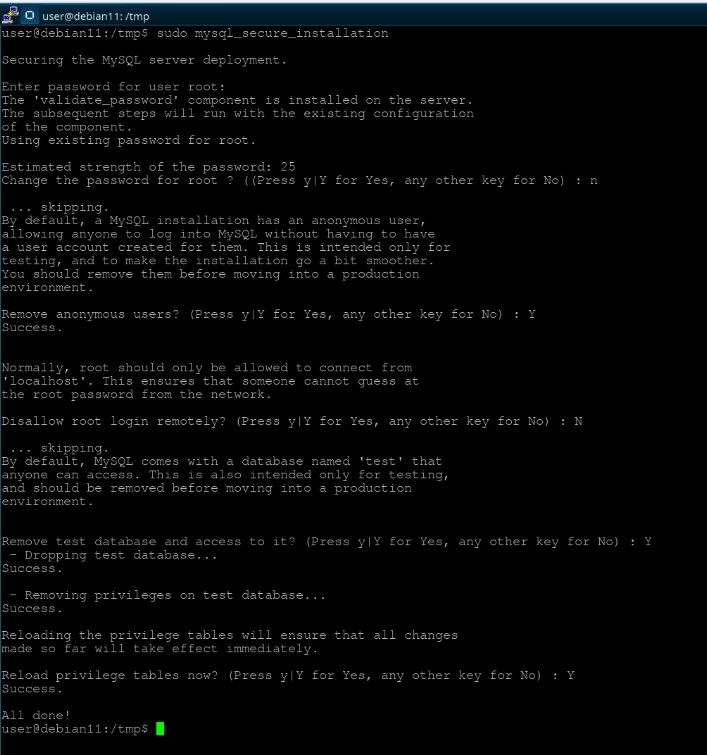 user@debian11: /tmp
user@debian11:/tmp$ sudo mysql_secure_installation
Securing the MySQL server deployment.
Enter password for user root:
The 'validate_password' component is installed on the server.
The subsequent steps will run with the existing configuration
of the component.
Using existing password for root.
Estimated strength of the password: 25
Change the password for root ? ((Press y|Y for Yes, any other key for No) : n
... skipping.
By default, a MySQL installation has an anonymous user,
allowing anyone to log into MySQL without having to have
a user account created for them. This is intended only for
testing, and to make the installation go a bit smoother.
You should remove them before moving into a production
environment.
Remove anonymous users? (Press y|Y for Yes, any other key for No) : Y
Success.
Normally, root should only be allowed to connect from
'localhost'. This ensures that someone cannot guess at
the root password from the network.
Disallow root login remotely? (Press y|Y for Yes, any other key for No) : N
... skipping.
By default, MySQL comes with a database named 'test' that
anyone can access. This is also intended only for testing,
and should be removed before moving into a production
environment.
Remove test database and access to it? (Press y|Y for Yes, any other key for No) : Y
- Dropping test database...
Success.
- Removing privileges on test database...
Success.
Reloading the privilege tables will ensure that all changes
made so far will take effect immediately.
Reload privilege tables now? (Press y|Y for Yes, any other key for No) : Y
Success.
All done!
user@debian11:/tmp$